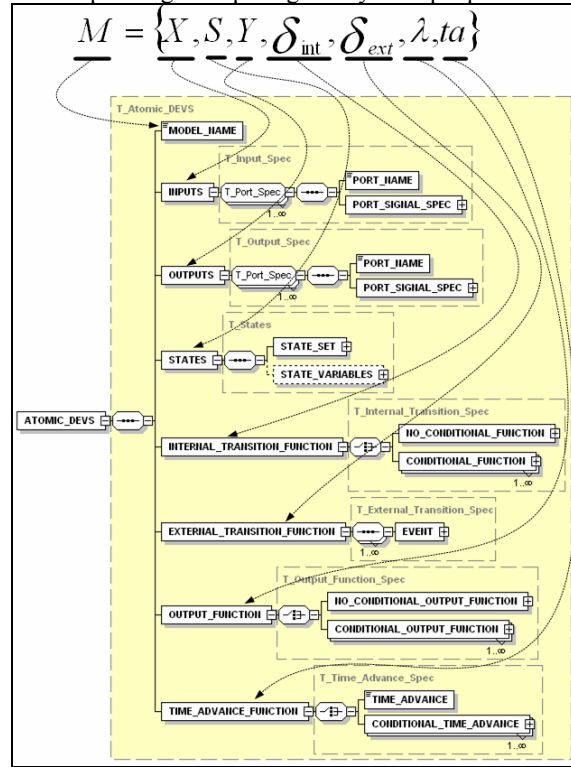 M = {X, S, Y, δint, δext, λ, ta}
T_Atomic_DEVS
MODEL_NAME
T_Input_Spec
INPUTS
T_Port_Spec
1..∞
PORT_NAME
PORT_SIGNAL_SPEC
T_Output_Spec
OUTPUTS
T_Port_Spec
1..∞
PORT_NAME
PORT_SIGNAL_SPEC
T_States
STATES
STATE_SET
STATE_VARIABLES
ATOMIC_DEVS
T_Internal_Transition_Spec
INTERNAL_TRANSITION_FUNCTION
NO_CONDITIONAL_FUNCTION
CONDITIONAL_FUNCTION
1..∞
T_External_Transition_Spec
EXTERNAL_TRANSITION_FUNCTION
1..∞
EVENT
T_Output_Function_Spec
OUTPUT_FUNCTION
NO_CONDITIONAL_OUTPUT_FUNCTION
CONDITIONAL_OUTPUT_FUNCTION
1..∞
T_Time_Advance_Spec
TIME_ADVANCE_FUNCTION
TIME_ADVANCE
CONDITIONAL_TIME_ADVANCE
1..∞